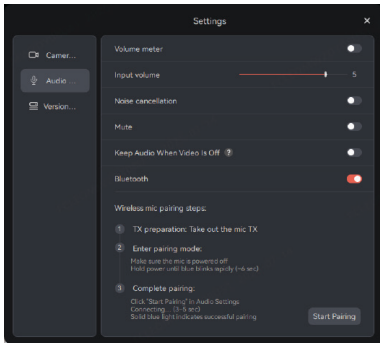 Settings
Camer...
Audio ...
Version...
Volume meter
Input volume
5
Noise cancellation
Mute
Keep Audio When Video Is Off ?
Bluetooth
Wireless mic pairing steps:
1 TX preparation: Take out the mic TX
2 Enter pairing mode:
Make sure the mic is powered off
Hold power until blue blinks rapidly (~6 sec)
3 Complete pairing:
Click "Start Pairing" in Audio Settings
Connecting... (3-5 sec)
Solid blue light indicates successful pairing
Start Pairing